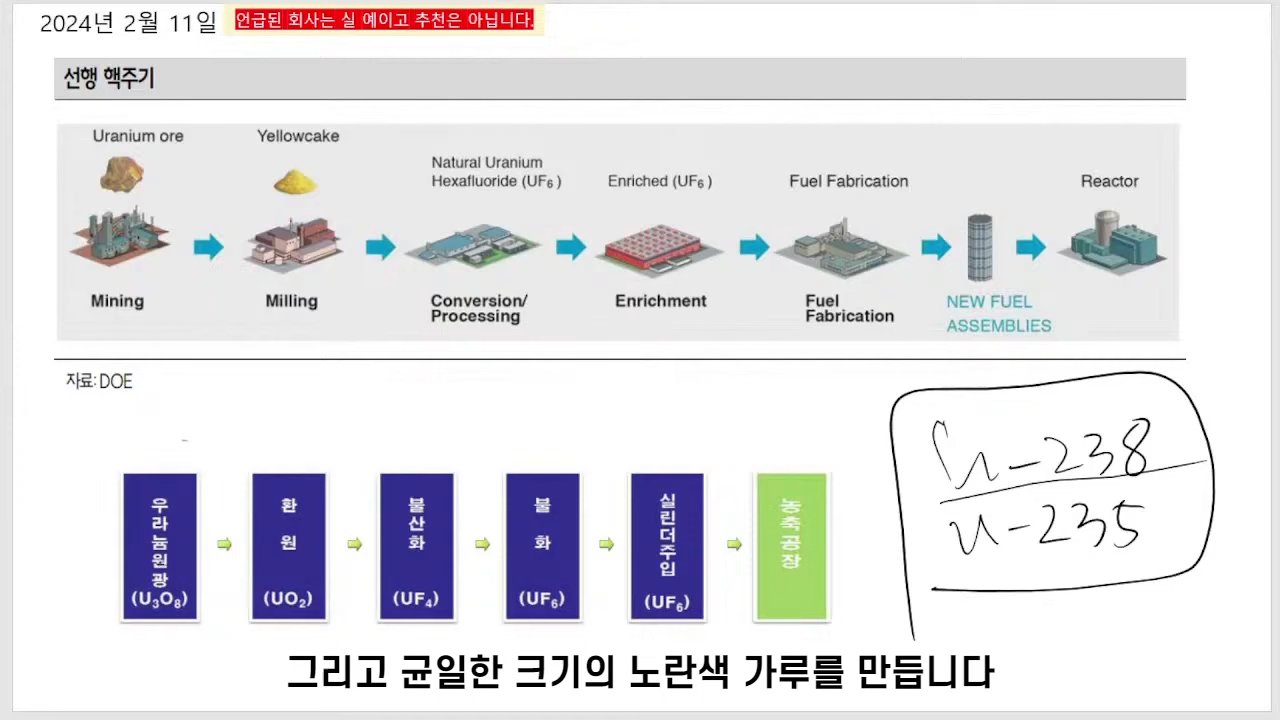 2024년 2월 11일
언급된 회사는 실 예이고 추천은 아닙니다.
선행 핵주기
Uranium ore
Yellowcake
Natural Uranium
Hexafluoride (UF₆)
Enriched (UF₆)
Fuel Fabrication
Reactor
Mining
Milling
Conversion/
Processing
Enrichment
Fuel
Fabrication
NEW FUEL
ASSEMBLIES
자료: DOE
우라늄원광
(U₃O₈)
환원
(UO₂)
불산화
(UF₄)
불화
(UF₆)
실린더주입
(UF₆)
농축공장
U-238
U-235
그리고 균일한 크기의 노란색 가루를 만듭니다